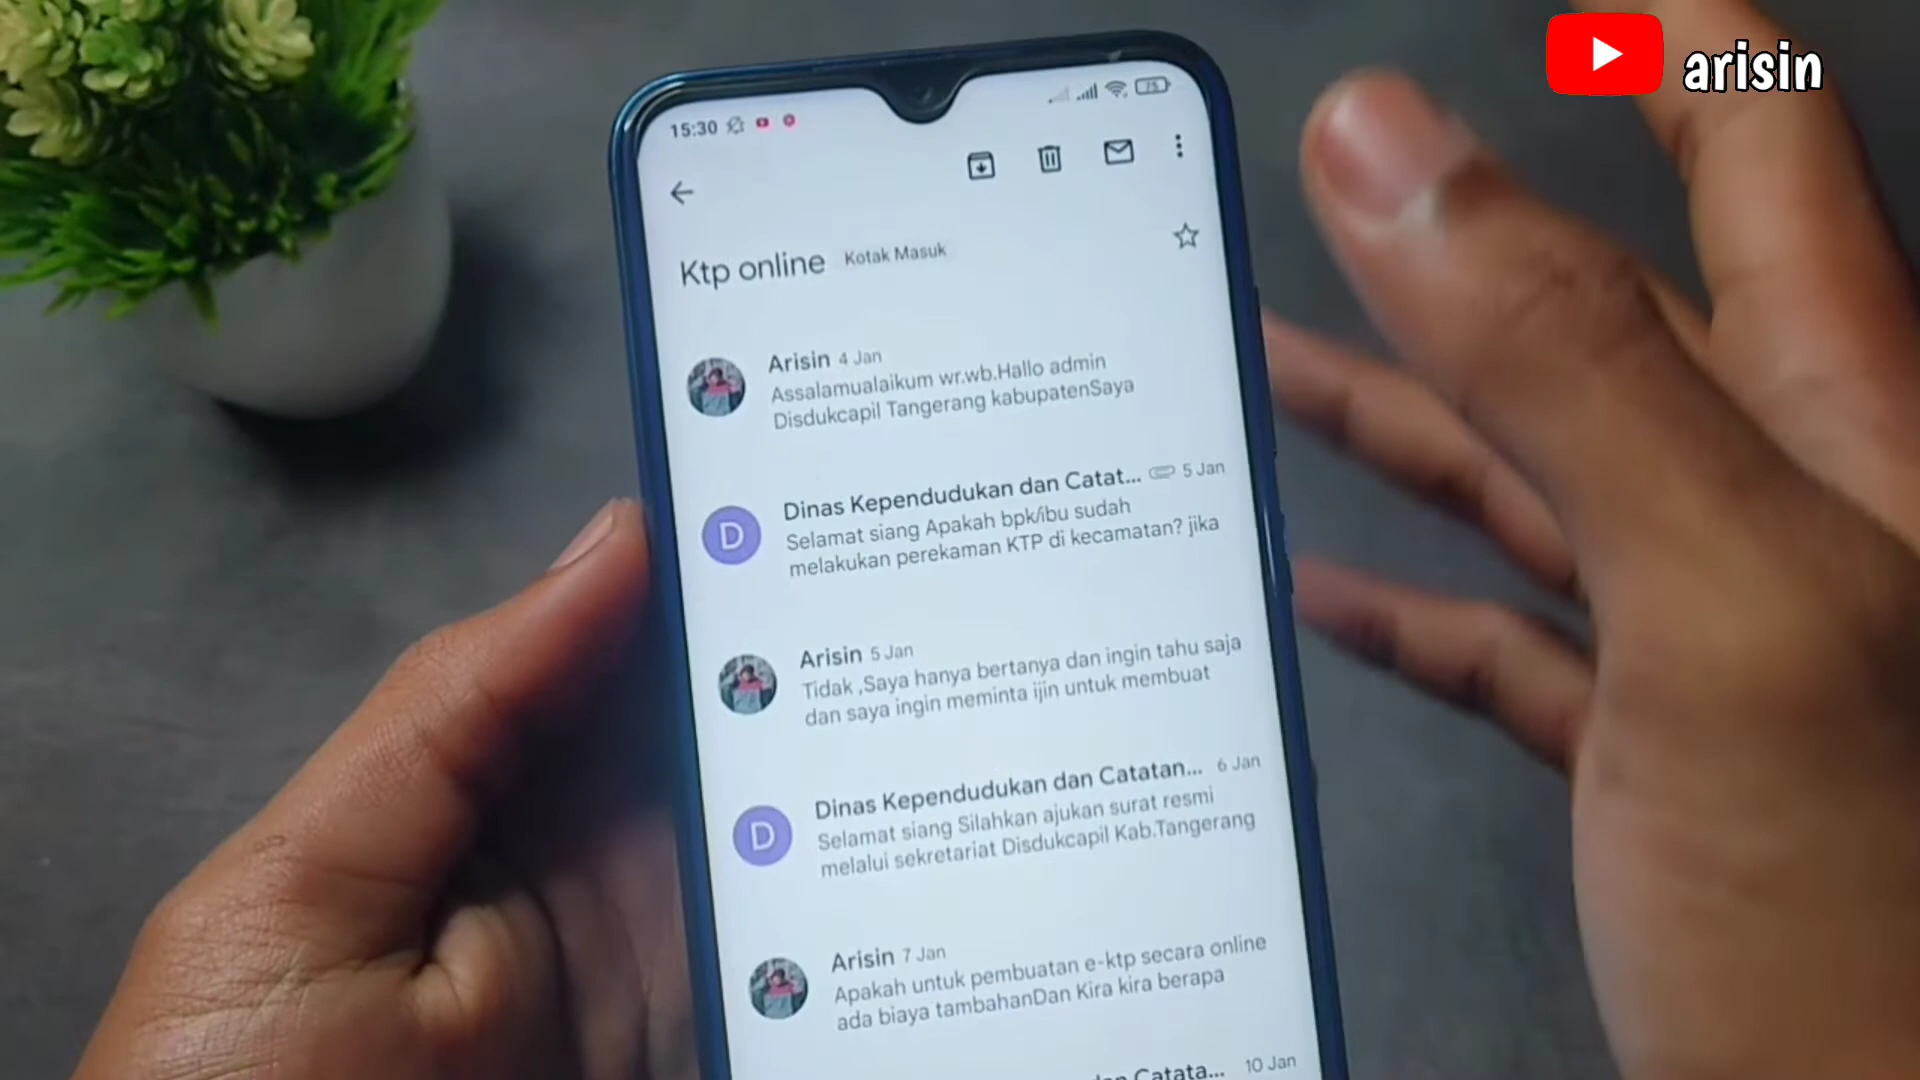 arisin
15:30
75
Ktp online Kotak Masuk
Arisin 4 Jan
Assalamualaikum wr.wb.Hallo admin
Disdukcapil Tangerang kabupatenSaya
Dinas Kependudukan dan Catat... 5 Jan
D
Selamat siang Apakah bpk/ibu sudah
melakukan perekaman KTP di kecamatan? jika
Arisin 5 Jan
Tidak ,Saya hanya bertanya dan ingin tahu saja
dan saya ingin meminta ijin untuk membuat
Dinas Kependudukan dan Catatan... 6 Jan
D
Selamat siang Silahkan ajukan surat resmi
melalui sekretariat Disdukcapil Kab.Tangerang
Arisin 7 Jan
Apakah untuk pembuatan e-ktp secara online
ada biaya tambahanDan Kira kira berapa
Catata... 10 Jan